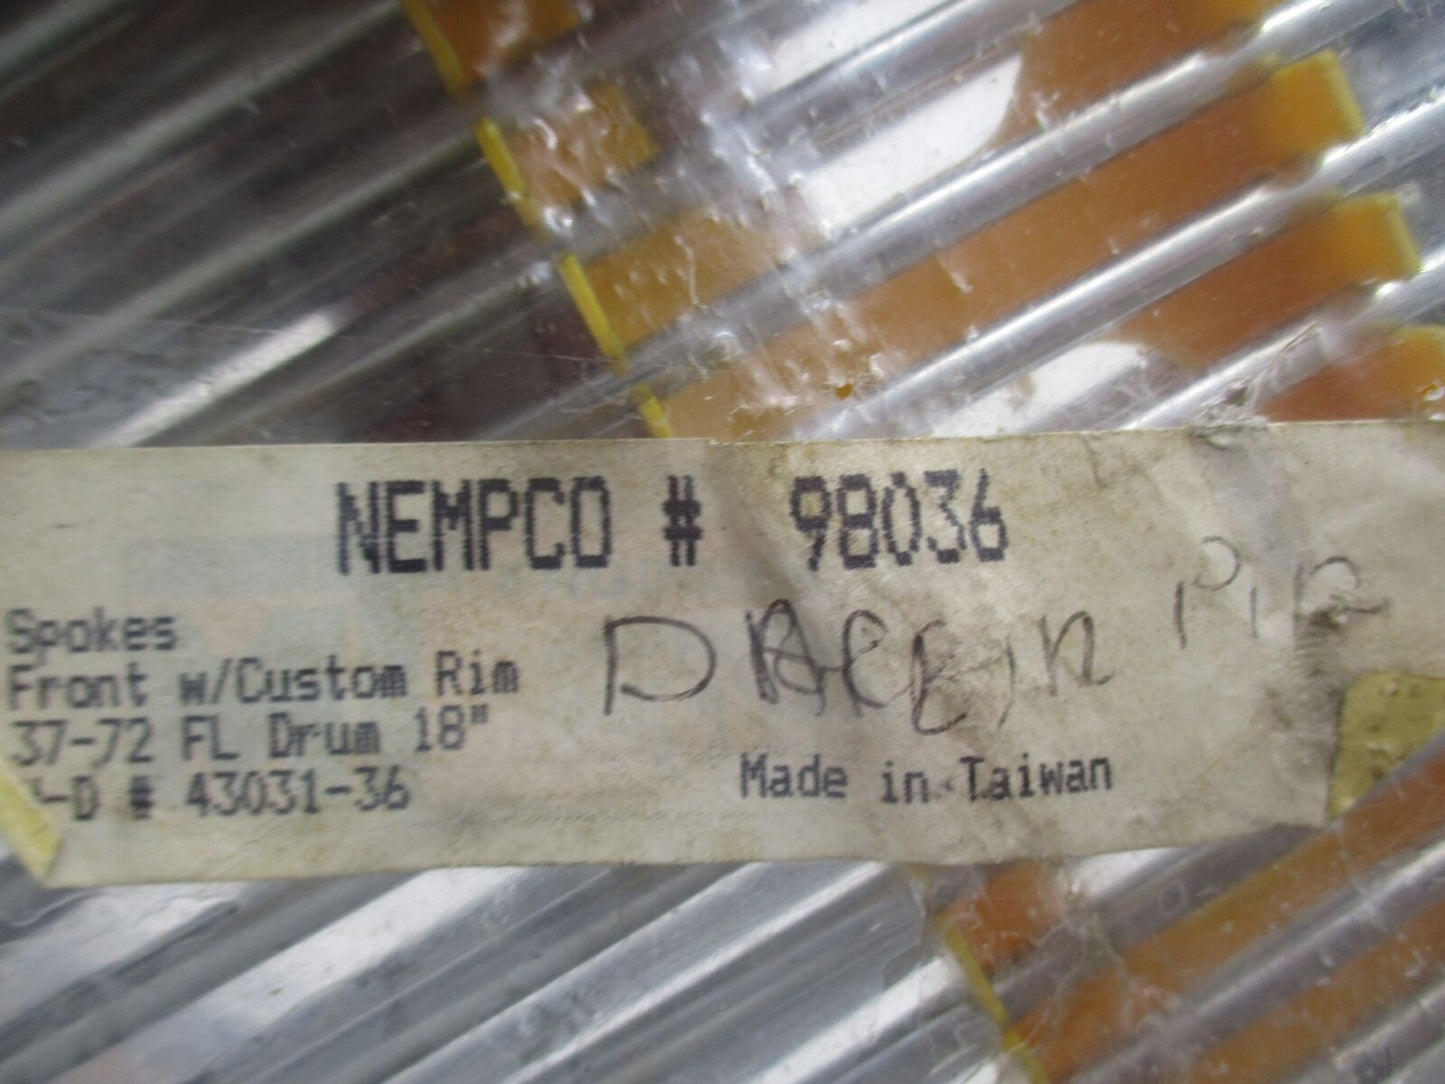 NEMPCO # 98036
Spokes
Front w/Custom Rim
37-72 FL Drum 18"
-D # 43031-36
Made in Taiwan